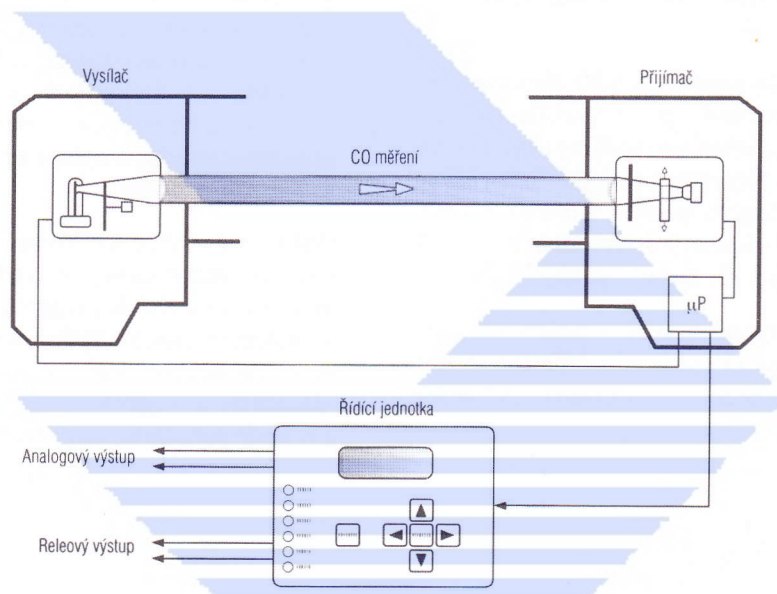 Vysílač
Přijímač
CO měření
µP
Řídící jednotka
Analogový výstup
Releový výstup